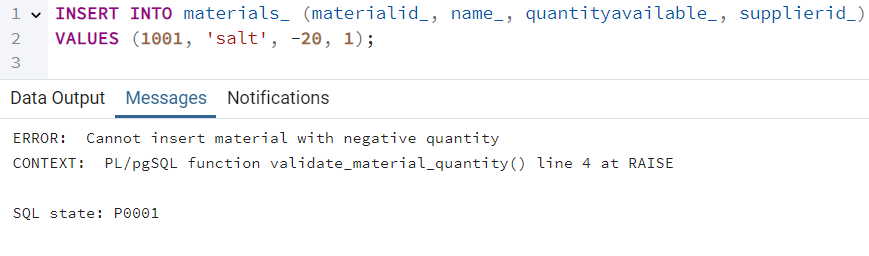 1 INSERT INTO materials_ (materialid_, name_, quantityavailable_, supplierid_)
2 VALUES (1001, 'salt', -20, 1);
3
Data Output Messages Notifications
ERROR:  Cannot insert material with negative quantity
CONTEXT:  PL/pgSQL function validate_material_quantity() line 4 at RAISE
SQL state: P0001